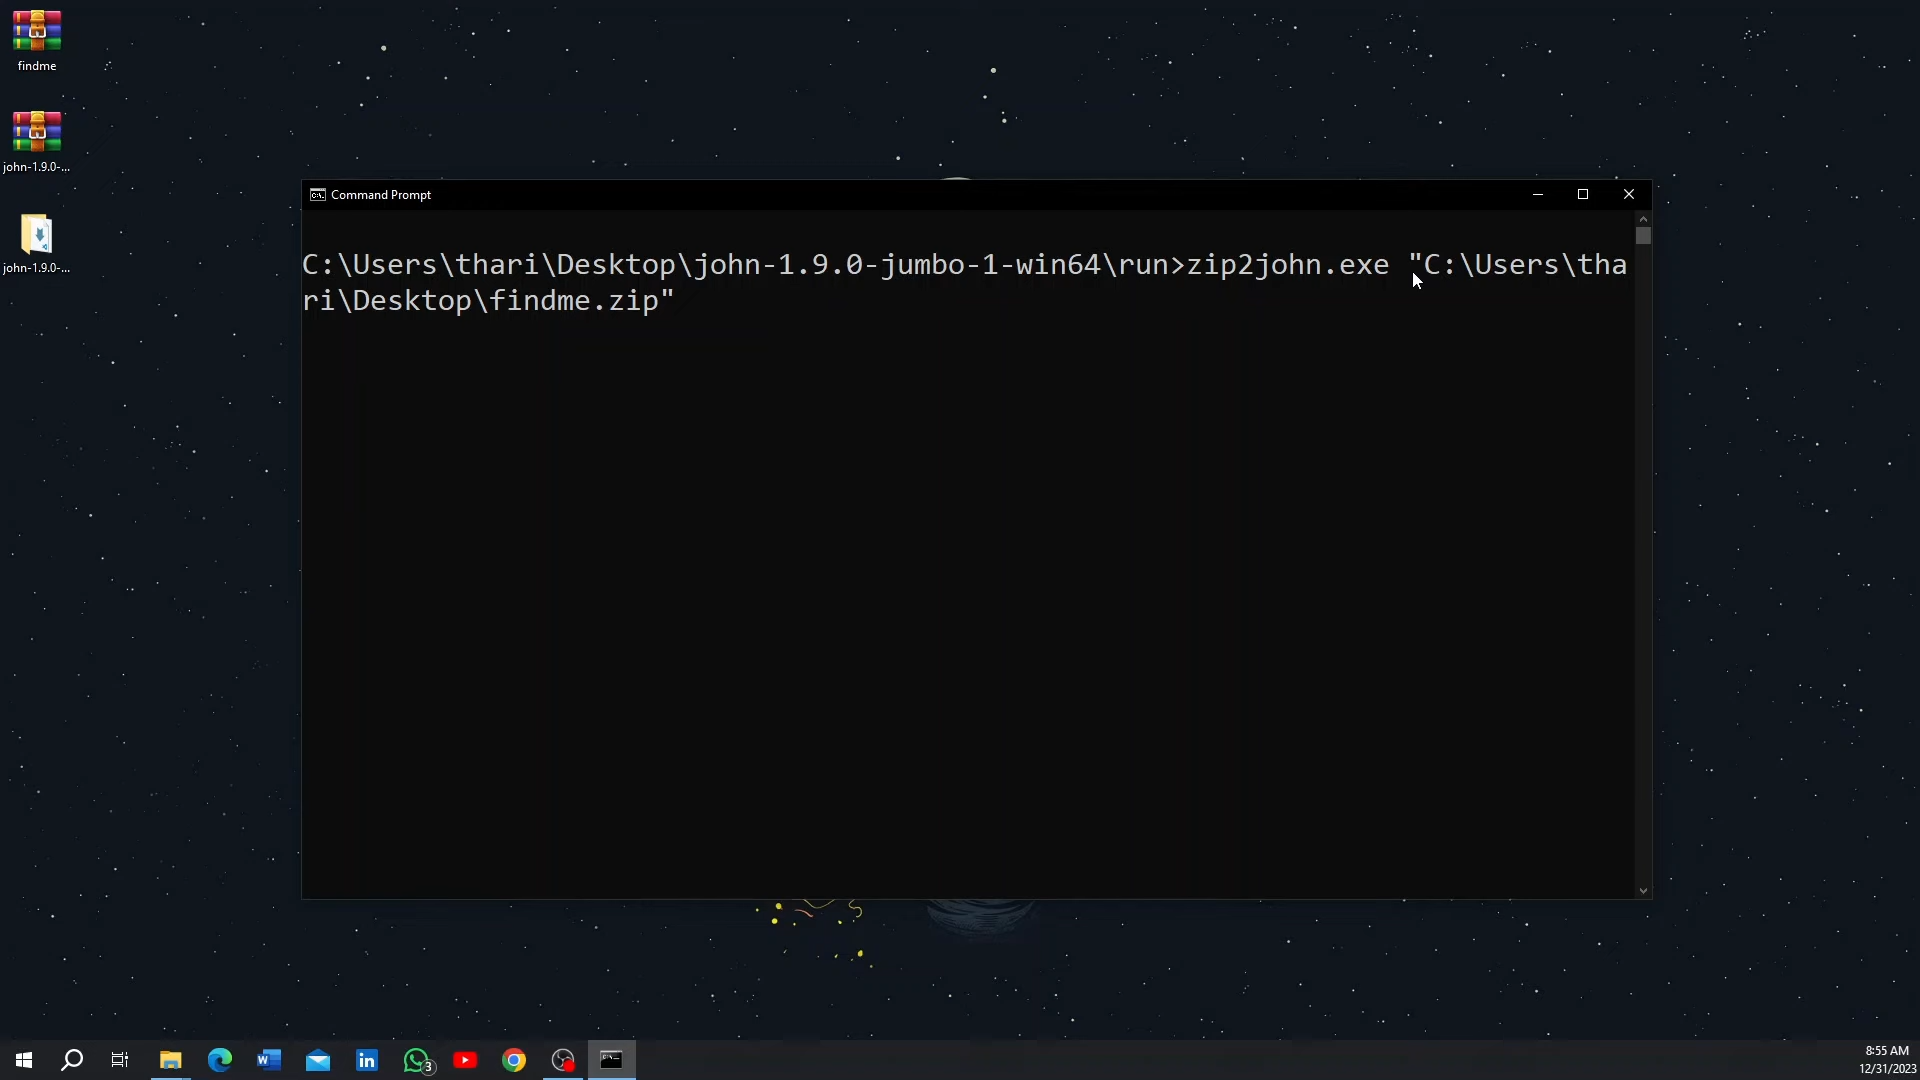 findme
john-1.9.0-...
john-1.9.0-...
Command Prompt
C:\Users\thari\Desktop\john-1.9.0-jumbo-1-win64\run>zip2john.exe "C:\Users\tha
ri\Desktop\findme.zip"
3
8:55 AM
12/31/2023